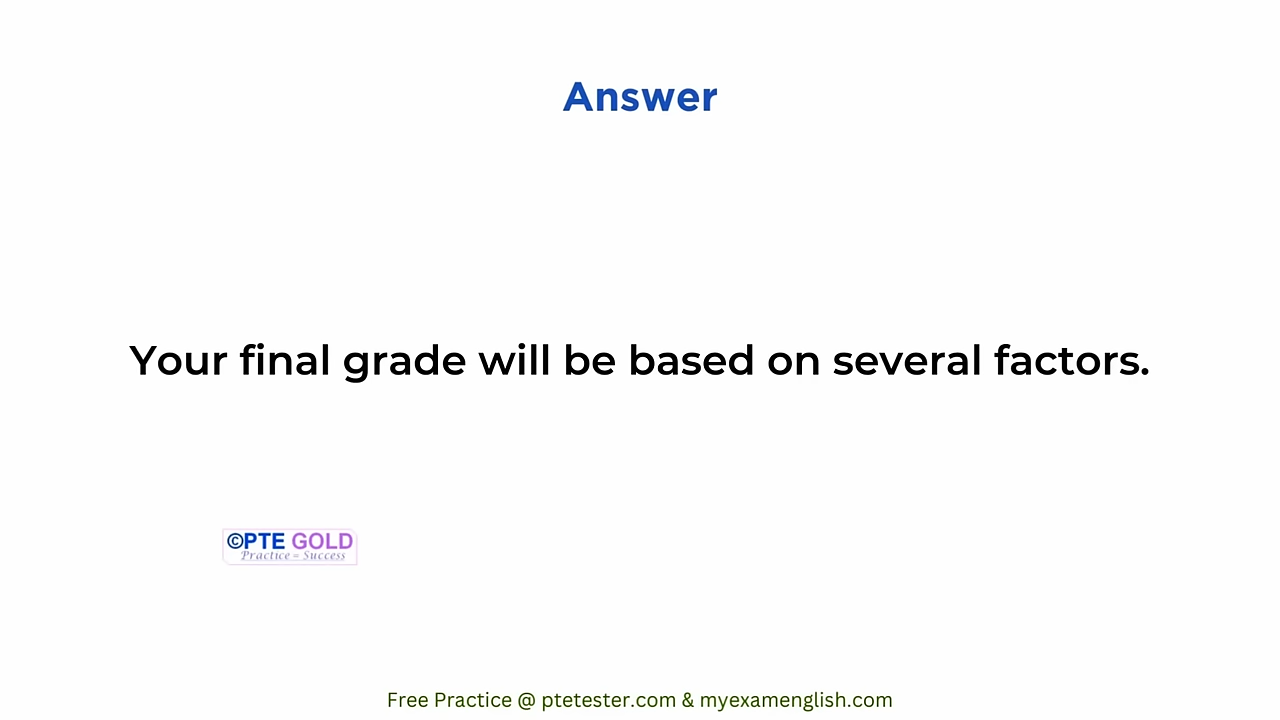 Answer
Your final grade will be based on several factors.
©PTE GOLD
Practice = Success
Free Practice @ ptetester.com & myexamenglish.com